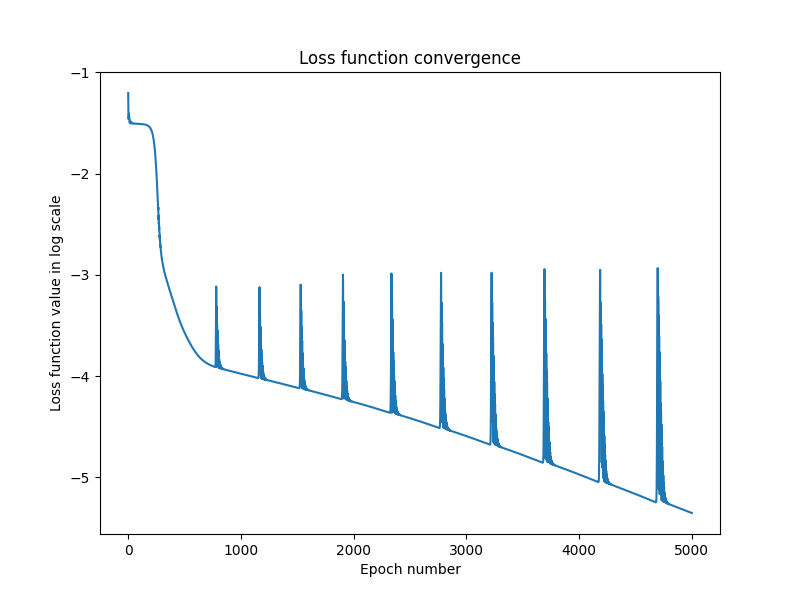 Loss function convergence
−1
−2
−3
−4
−5
Loss function value in log scale
0 1000 2000 3000 4000 5000
Epoch number